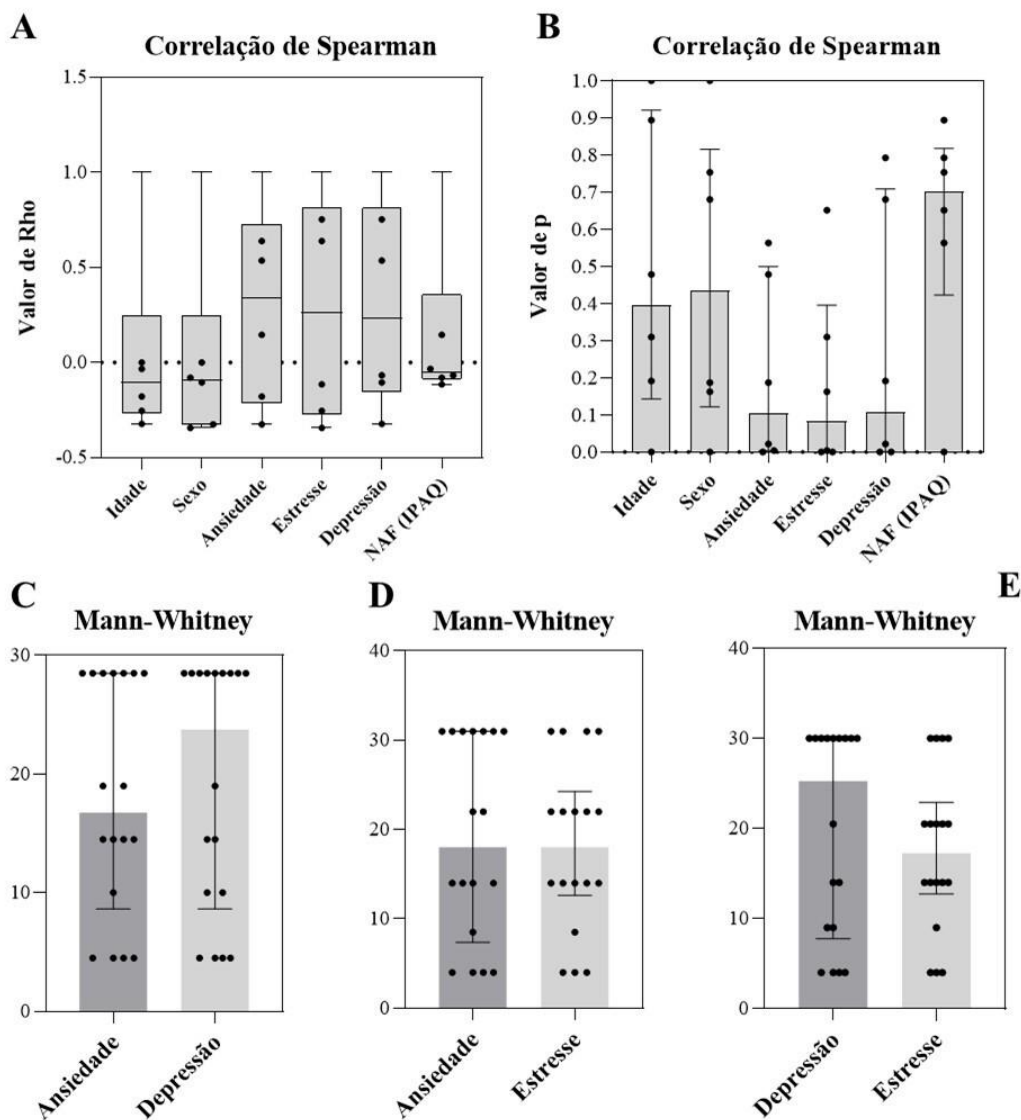 A
Correlação de Spearman
Valor de Rho
1.5
1.0
0.5
0.0
-0.5
Idade
Sexo
Ansiedade
Estresse
Depressão
NAF (IPAQ)
B
Correlação de Spearman
Valor de p
1.0
0.9
0.8
0.7
0.6
0.5
0.4
0.3
0.2
0.1
0.0
Idade
Sexo
Ansiedade
Estresse
Depressão
NAF (IPAQ)
C
Mann-Whitney
30
20
10
0
Ansiedade
Depressão
D
Mann-Whitney
40
30
20
10
0
Ansiedade
Estresse
E
Mann-Whitney
40
30
20
10
0
Depressão
Estresse